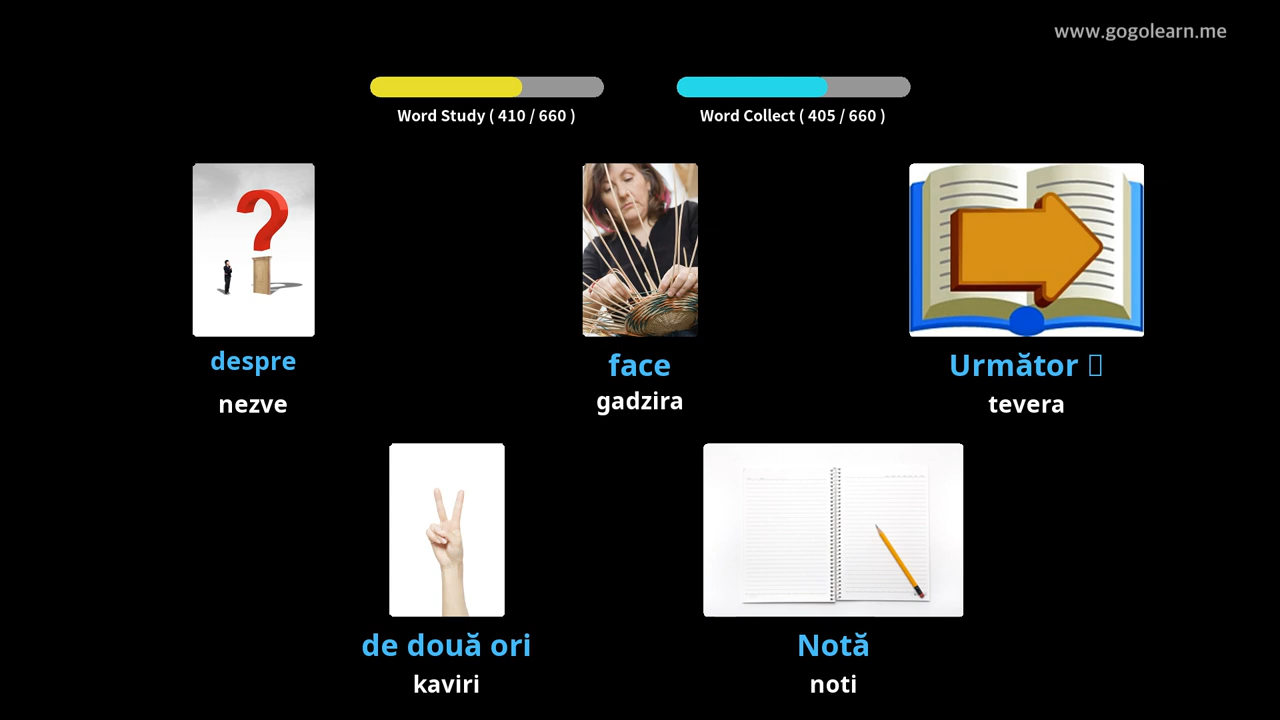 www.gogolearn.me
Word Study ( 410 / 660 )
Word Collect ( 405 / 660 )
despre
nezve
face
gadzira
Următor
tevera
de două ori
kaviri
Notă
noti